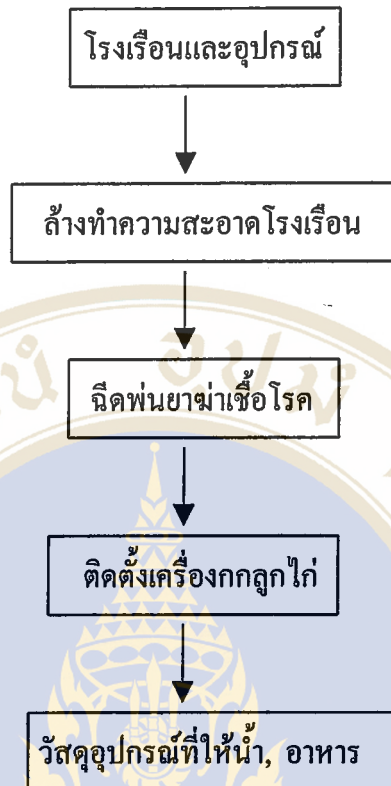 โรงเรือนและอุปกรณ์
ล้างทำความสะอาดโรงเรือน
ฉีดพ่นยาฆ่าเชื้อโรค
ติดตั้งเครื่องกกลูกไก่
วัสดุอุปกรณ์ที่ให้น้ำ, อาหาร